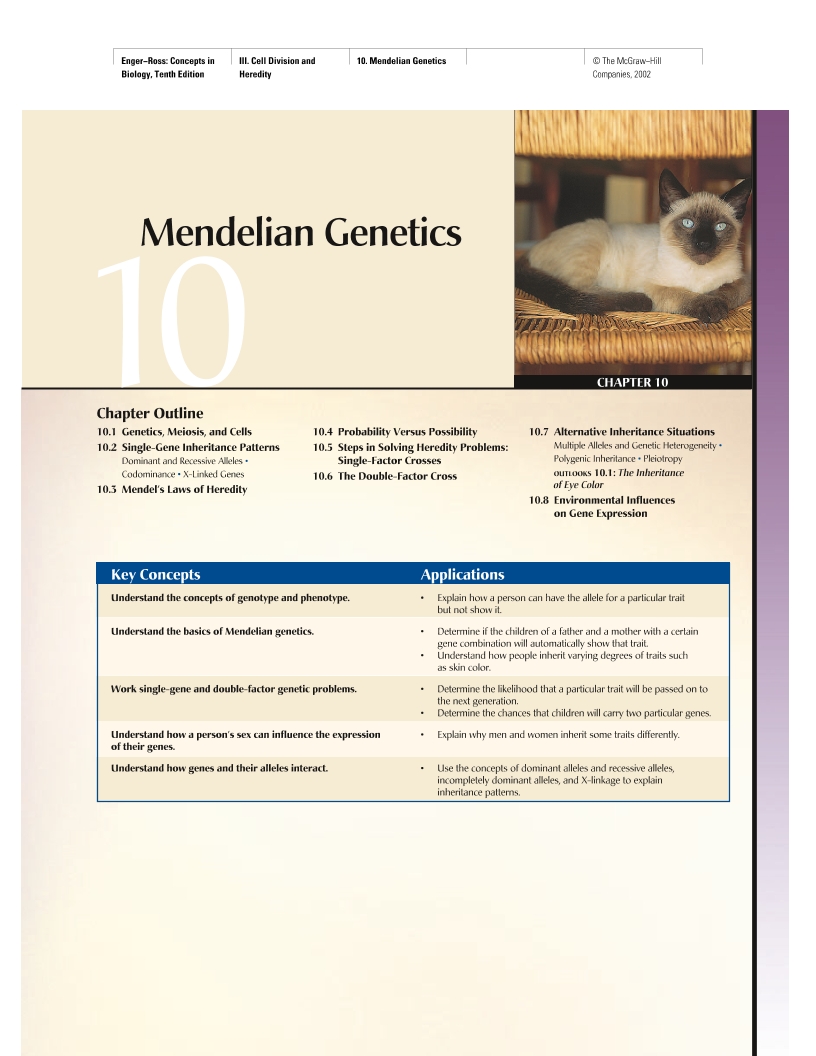 Enger–Ross: Concepts in
Biology, Tenth Edition
III. Cell Division and
Heredity
10. Mendelian Genetics
© The McGraw–Hill
Companies, 2002
Mendelian Genetics
10
CHAPTER 10
Chapter Outline
10.1 Genetics, Meiosis, and Cells
10.2 Single-Gene Inheritance Patterns
Dominant and Recessive Alleles •
Codominance • X-Linked Genes
10.3 Mendel's Laws of Heredity
10.4 Probability Versus Possibility
10.5 Steps in Solving Heredity Problems:
Single-Factor Crosses
10.6 The Double-Factor Cross
10.7 Alternative Inheritance Situations
Multiple Alleles and Genetic Heterogeneity •
Polygenic Inheritance • Pleiotropy
OUTLOOKS 10.1: The Inheritance
of Eye Color
10.8 Environmental Influences
on Gene Expression
Key Concepts
Applications
Understand the concepts of genotype and phenotype.
• Explain how a person can have the allele for a particular trait
but not show it.
Understand the basics of Mendelian genetics.
• Determine if the children of a father and a mother with a certain
gene combination will automatically show that trait.
• Understand how people inherit varying degrees of traits such
as skin color.
Work single-gene and double-factor genetic problems.
• Determine the likelihood that a particular trait will be passed on to
the next generation.
• Determine the chances that children will carry two particular genes.
Understand how a person's sex can influence the expression
of their genes.
• Explain why men and women inherit some traits differently.
Understand how genes and their alleles interact.
• Use the concepts of dominant alleles and recessive alleles,
incompletely dominant alleles, and X-linkage to explain
inheritance patterns.